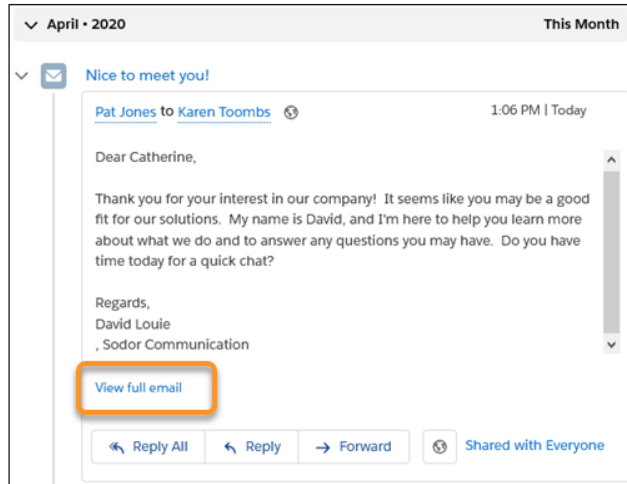 April • 2020 This Month
Nice to meet you!
Pat Jones to Karen Toombs 1:06 PM | Today
Dear Catherine,
Thank you for your interest in our company! It seems like you may be a good
fit for our solutions. My name is David, and I'm here to help you learn more
about what we do and to answer any questions you may have. Do you have
time today for a quick chat?
Regards,
David Louie
, Sodor Communication
View full email
Reply All Reply Forward Shared with Everyone